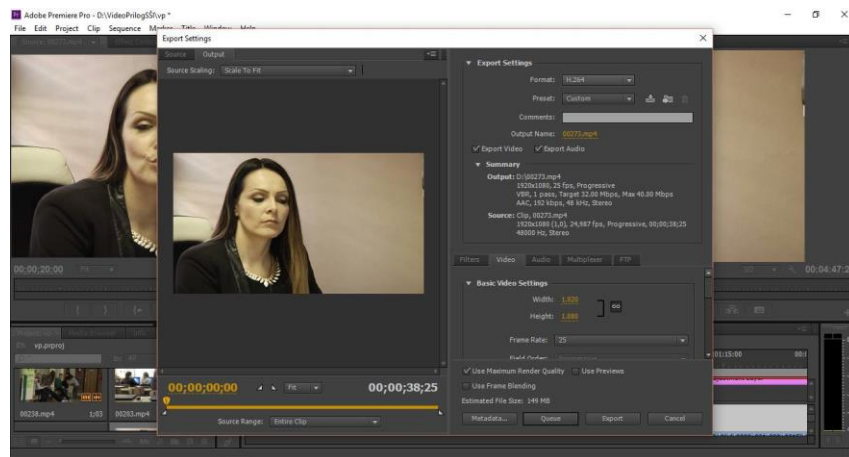 Adobe Premiere Pro - D:\VideoPrilogSŠI\vp *
File Edit Project Clip Sequence Marker Title Window Help
Export Settings
Source Output
Source Scaling: Scale To Fit
Export Settings
Format: H.264
Preset: Custom
Comments:
Output Name: 00273.mp4
Export Video Export Audio
Summary
Output: D:\00273.mp4
1920x1080, 25 fps, Progressive
VBR, 1 pass, Target 32.00 Mbps, Max 40.00 Mbps
AAC, 192 kbps, 48 kHz, Stereo
Source: Clip, 00273.mp4
1920x1080 (1,0), 24,987 fps, Progressive, 00;00;38;25
48000 Hz, Stereo
Filters Video Audio Multiplexer FTP
Basic Video Settings
Width: 1.920
Height: 1.080
Frame Rate: 25
Field Order:
Use Maximum Render Quality Use Previews
Use Frame Blending
Estimated File Size: 149 MB
Metadata... Queue Export Cancel
00;00;00;00 Fit 00;00;38;25
Source Range: Entire Clip
00;00;20;00
00:04:47:2
vp.prproj
00238.mp4 1;03 00203.mp4
01:15:00 00: